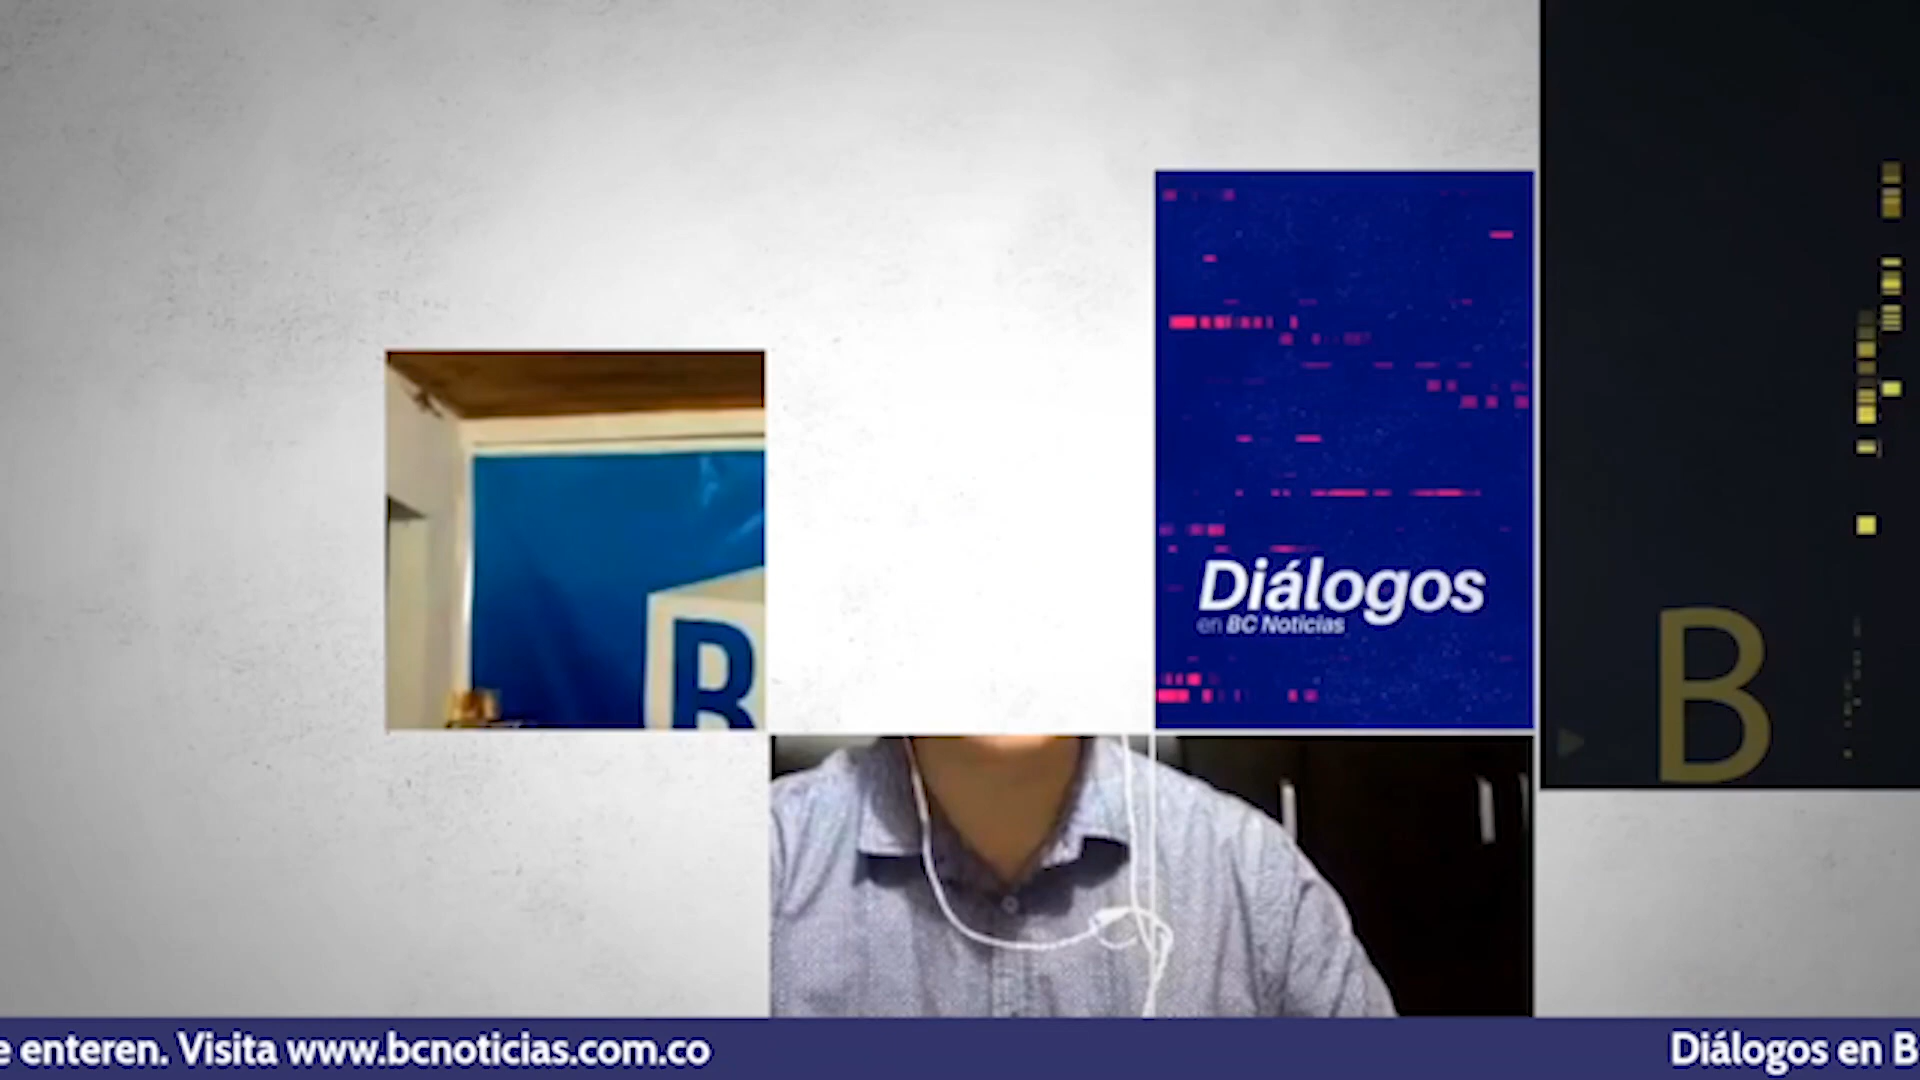 B
Diálogos
en BC Noticias
B
e enteren. Visita www.bcnoticias.com.co
Diálogos en B